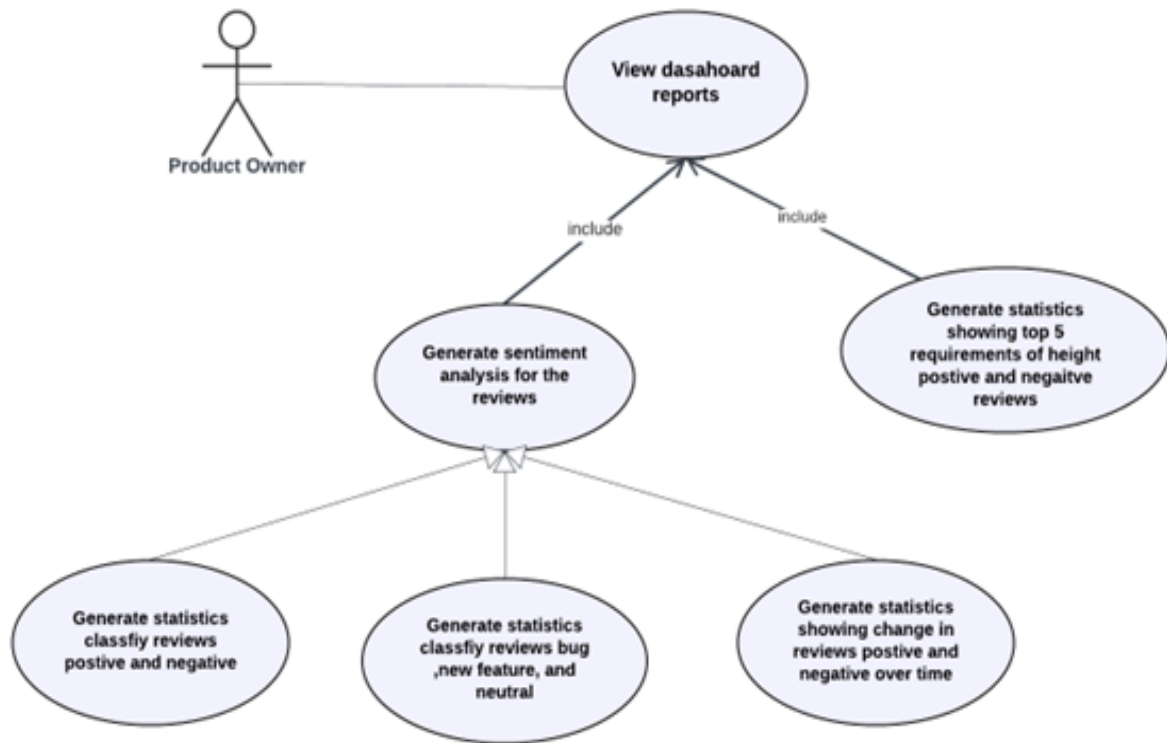 View dasahoard
reports
Product Owner
include
include
Generate statistics
showing top 5
requirements of height
postive and negaitve
reviews
Generate sentiment
analysis for the
reviews
Generate statistics
classfiy reviews
postive and negative
Generate statistics
classfiy reviews bug
,new feature, and
neutral
Generate statistics
showing change in
reviews postive and
negative over time